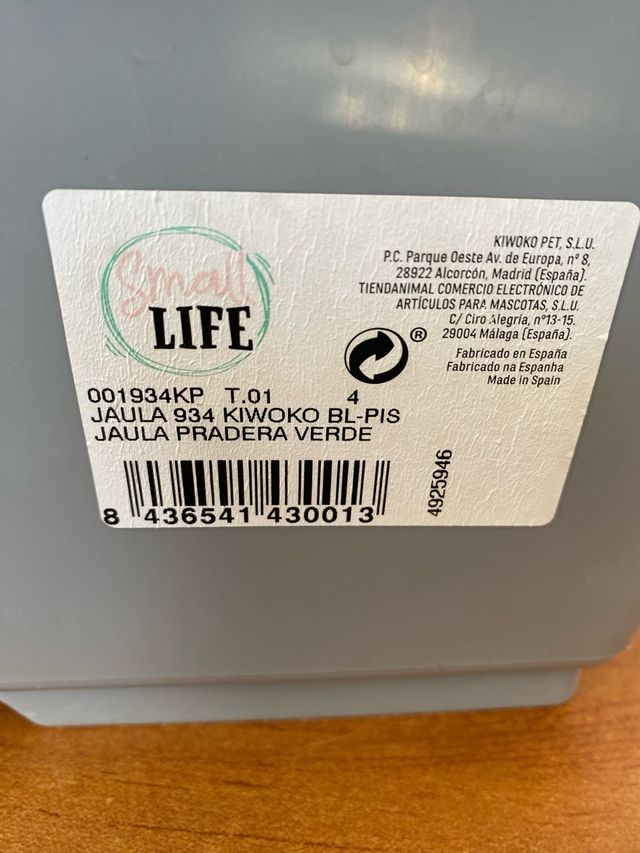 Small
LIFE
KIWOKO PET, S.L.U.
P.C. Parque Oeste Av. de Europa, nº 8,
28922 Alcorcón, Madrid (España).
TIENDANIMAL COMERCIO ELECTRÓNICO DE
ARTÍCULOS PARA MASCOTAS, S.L.U.
C/ Ciro Alegría, nº13-15.
29004 Málaga (España).
®
Fabricado en España
Fabricado na Espanha
Made in Spain
001934KP T.01 4
JAULA 934 KIWOKO BL-PIS
JAULA PRADERA VERDE
8 436541 430013
4925946